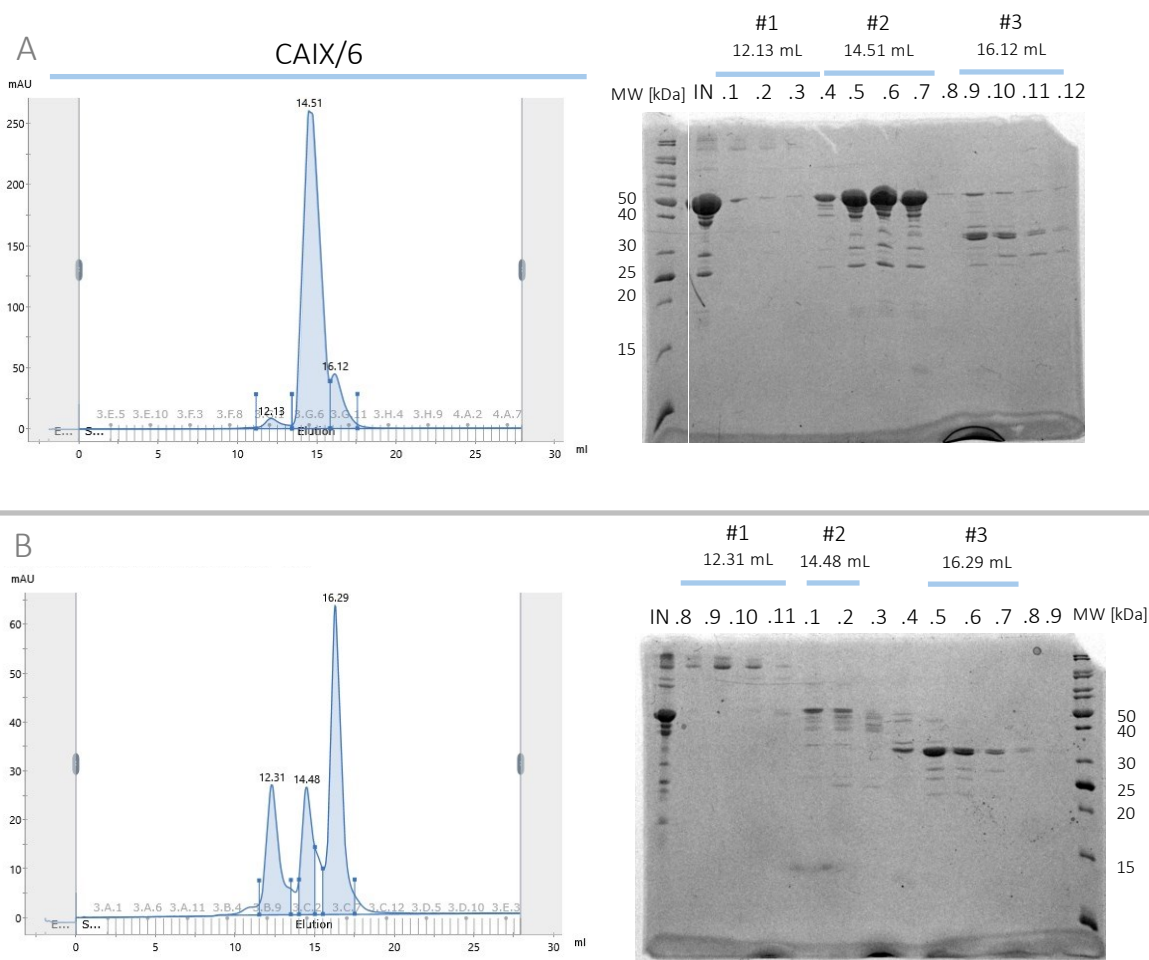 A
CAIX/6
mAU
14.51
16.12
12.13
250
200
150
100
50
0
3.E.5 3.E.10 3.F.3 3.F.8 3.G.6 3.G.11 3.H.4 3.H.9 4.A.2 4.A.7
E... S... Elution
0 5 10 15 20 25 30 ml
#1 #2 #3
12.13 mL 14.51 mL 16.12 mL
MW [kDa] IN .1 .2 .3 .4 .5 .6 .7 .8 .9 .10 .11 .12
50
40
30
25
20
15
B
mAU
16.29
12.31 14.48
60
50
40
30
20
10
0
3.A.1 3.A.6 3.A.11 3.B.4 3.B.9 3.C.2 3.C.7 3.C.12 3.D.5 3.D.10 3.E.3
E... S... Elution
0 5 10 15 20 25 30 ml
#1 #2 #3
12.31 mL 14.48 mL 16.29 mL
IN .8 .9 .10 .11 .1 .2 .3 .4 .5 .6 .7 .8 .9 MW [kDa]
50
40
30
25
20
15